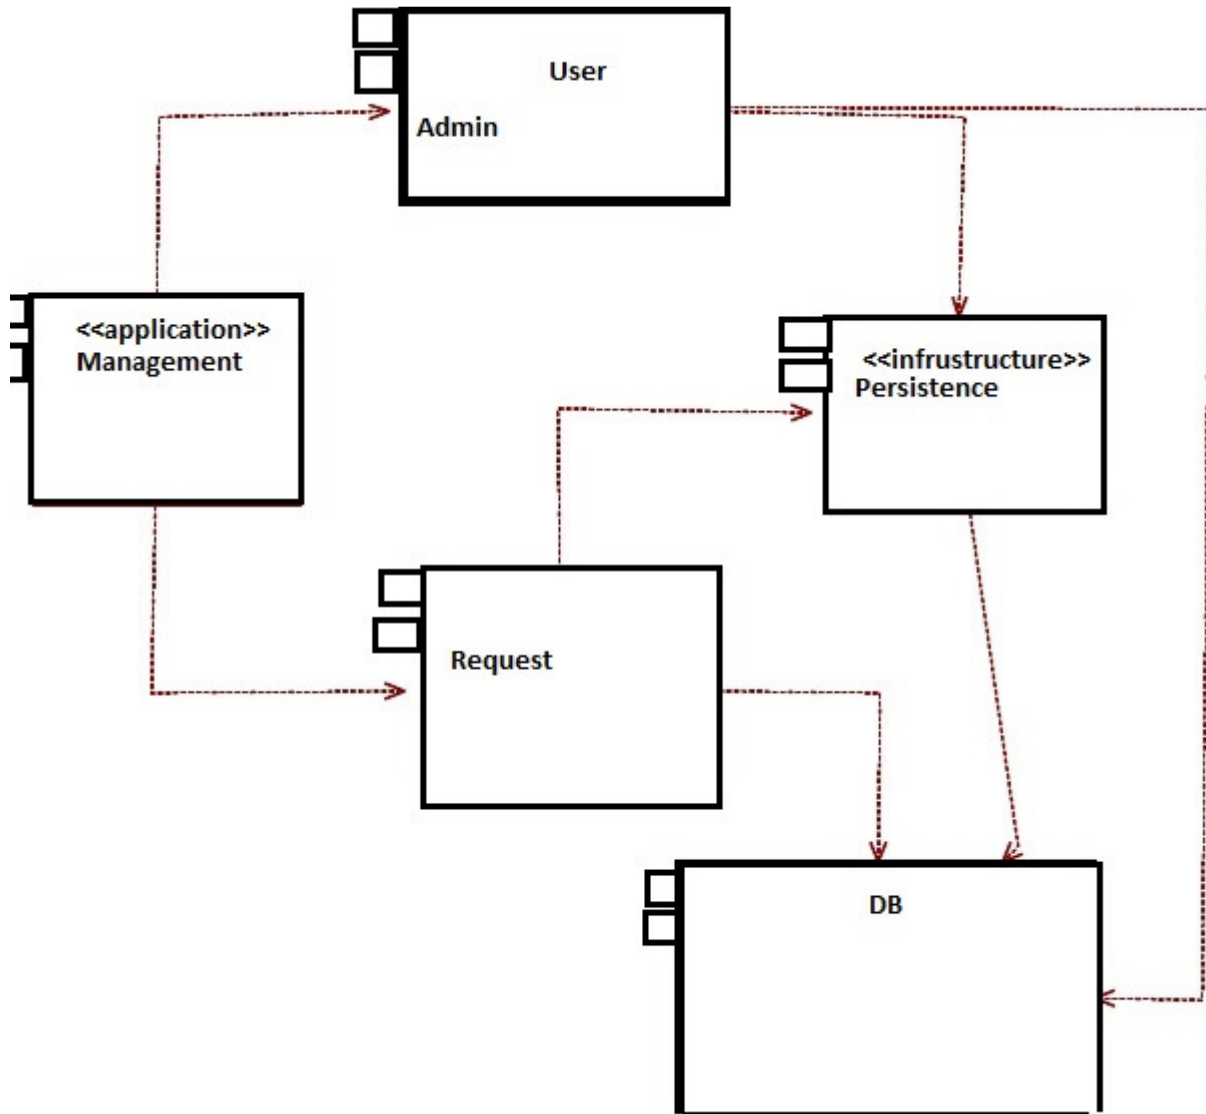 User
Admin
<<application>>
Management
<<infrustructure>>
Persistence
Request
DB